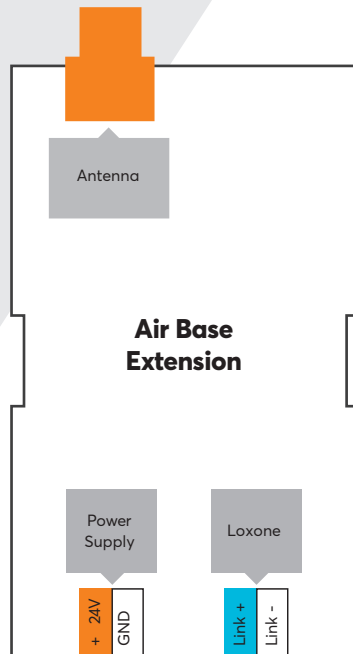 Antenna
Air Base
Extension
Power
Supply
Loxone
+ 24V
GND
Link +
Link -